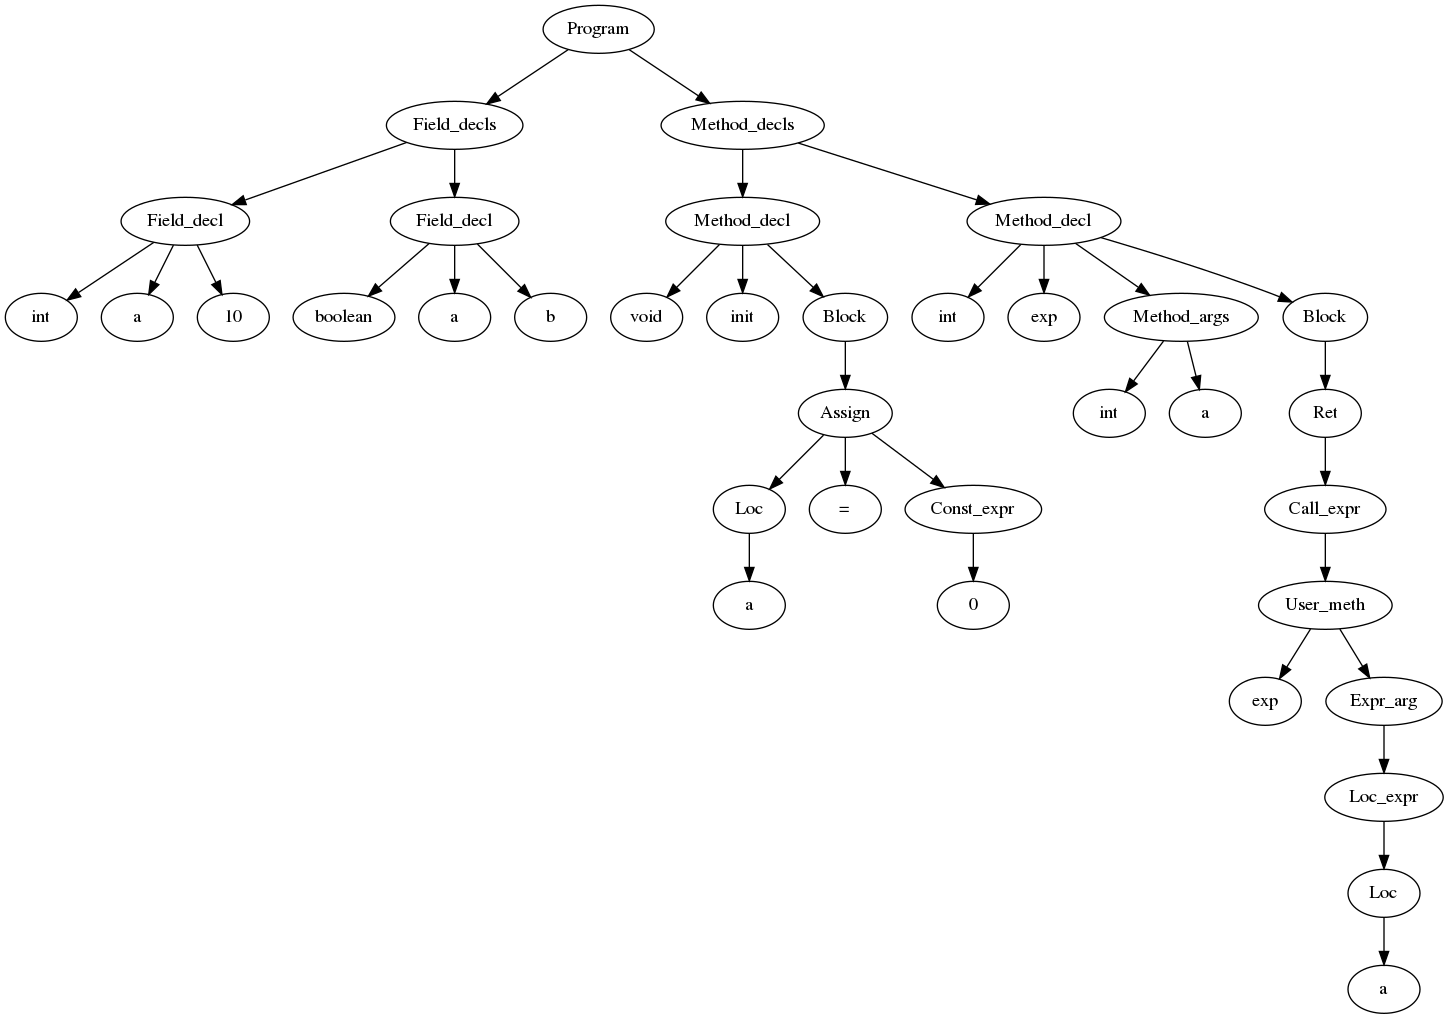 Program
Field_decls Method_decls
Field_decl Field_decl Method_decl Method_decl
int a 10 boolean a b void init Block int exp Method_args Block
Assign int a Ret
Loc = Const_expr Call_expr
a 0 User_meth
exp Expr_arg
Loc_expr
Loc
a